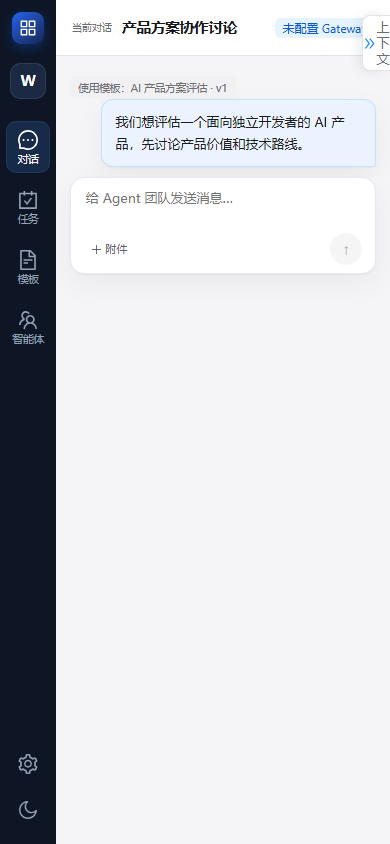 W
对话
任务
模板
智能体
当前对话 产品方案协作讨论 未配置 Gateway
上
下
文
使用模板：AI 产品方案评估 · v1
我们想评估一个面向独立开发者的 AI 产
品，先讨论产品价值和技术路线。
给 Agent 团队发送消息...
+ 附件
↑